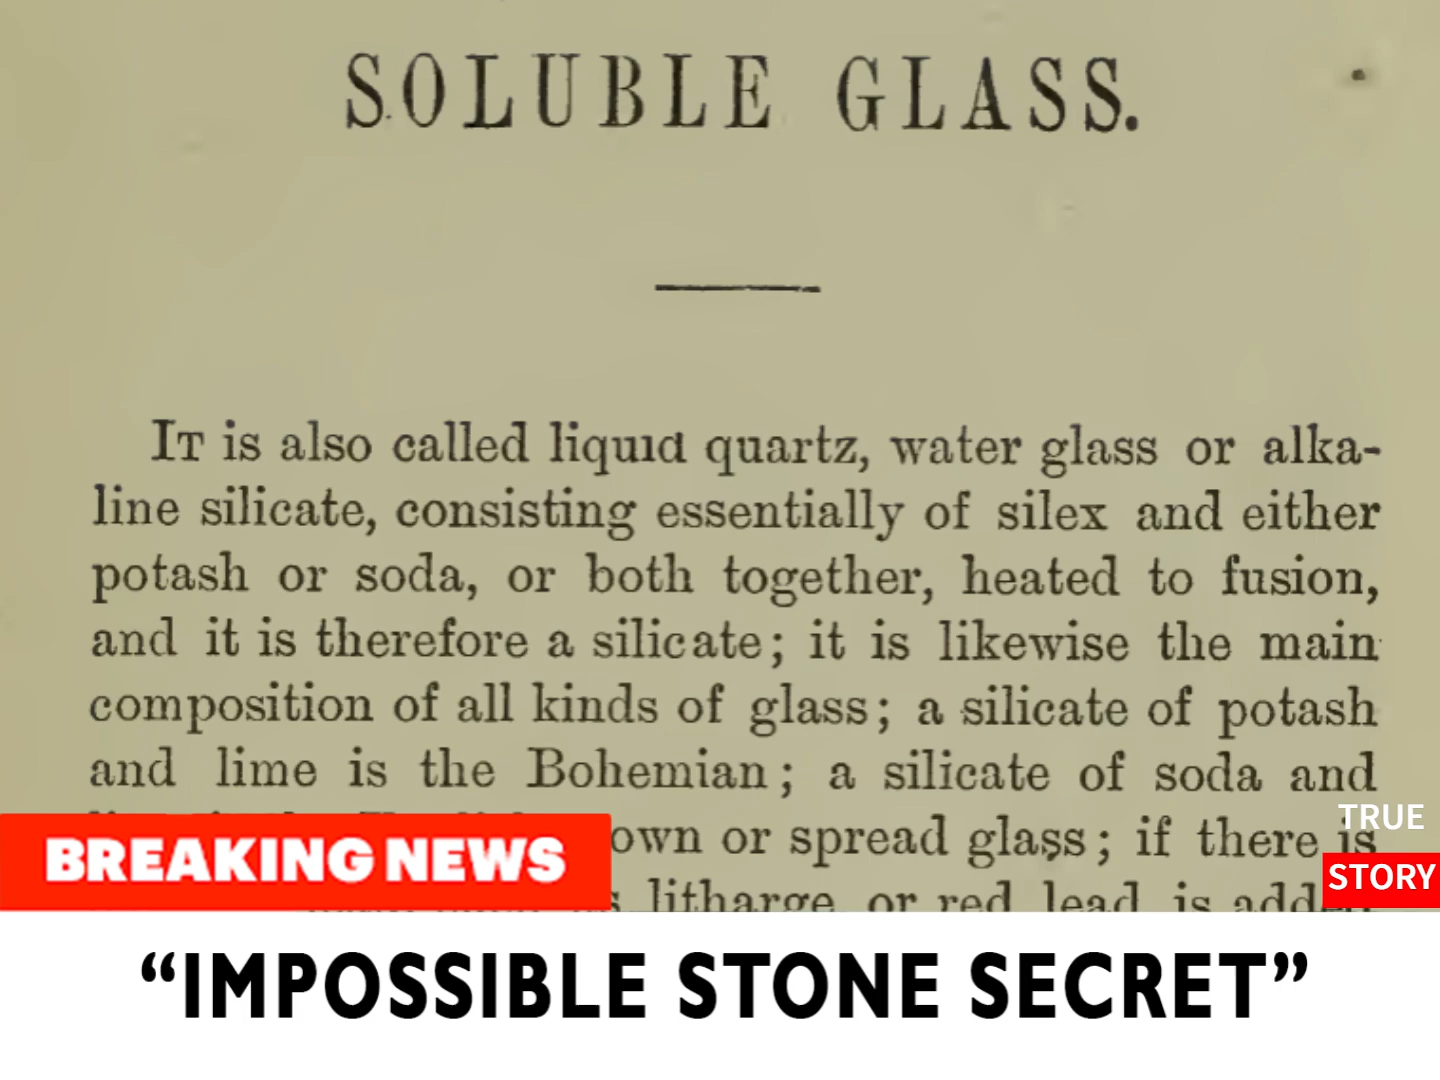 SOLUBLE GLASS.
It is also called liquid quartz, water glass or alka-
line silicate, consisting essentially of silex and either
potash or soda, or both together, heated to fusion,
and it is therefore a silicate; it is likewise the main
composition of all kinds of glass; a silicate of potash
and lime is the Bohemian; a silicate of soda and
or spread glass; if there is
litharge or red lead is
TRUE
STORY
BREAKING NEWS
“IMPOSSIBLE STONE SECRET”